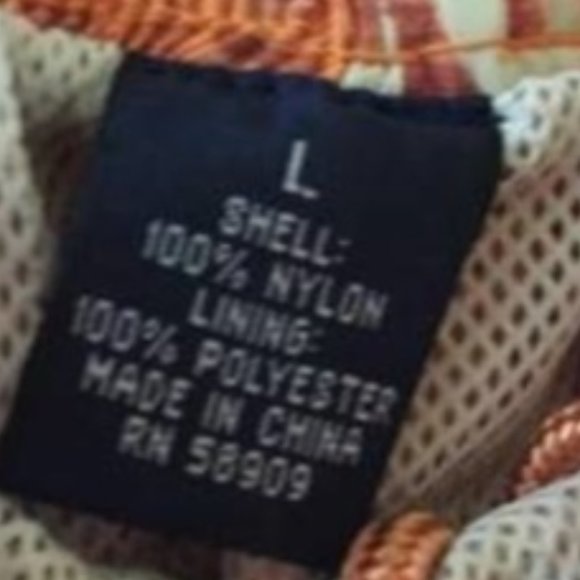 L
SHELL:
100% NYLON
LINING:
100% POLYESTER
MADE IN CHINA
RN 58909